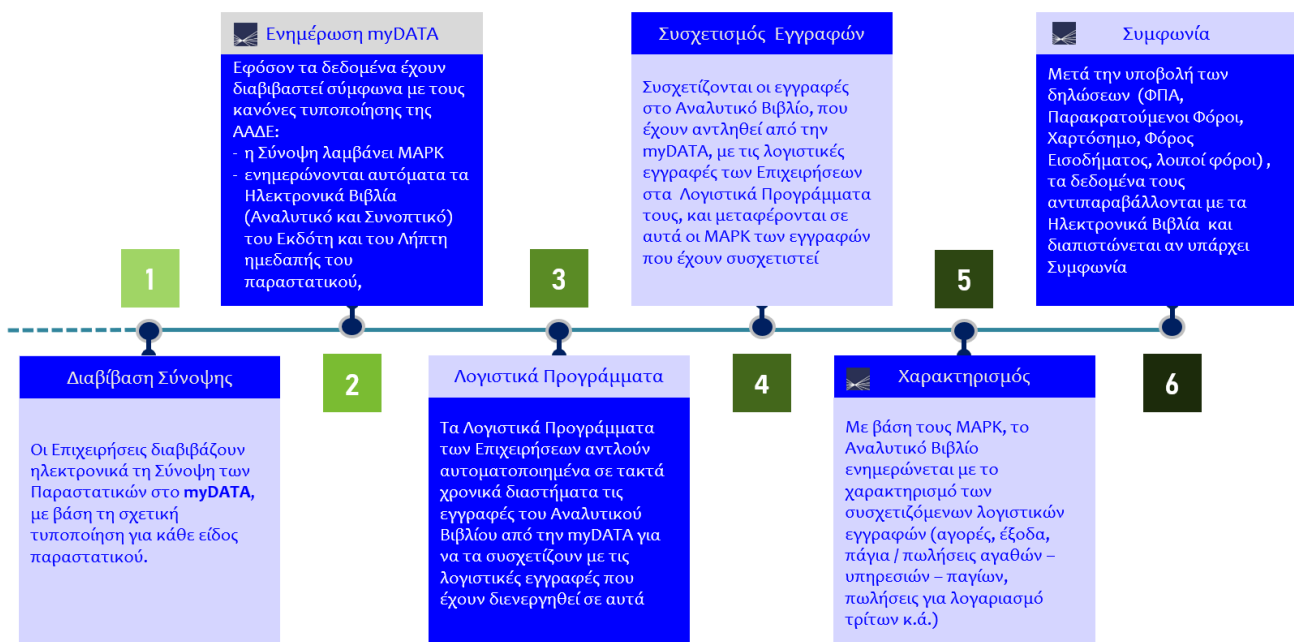 1
Διαβίβαση Σύνοψης
Οι Επιχειρήσεις διαβιβάζουν
ηλεκτρονικά τη Σύνοψη των
Παραστατικών στο myDATA,
με βάση τη σχετική
τυποποίηση για κάθε είδος
παραστατικού.
Ενημέρωση myDATA
Εφόσον τα δεδομένα έχουν
διαβιβαστεί σύμφωνα με τους
κανόνες τυποποίησης της
ΑΑΔΕ:
- η Σύνοψη λαμβάνει ΜΑΡΚ
- ενημερώνονται αυτόματα τα
Ηλεκτρονικά Βιβλία
(Αναλυτικό και Συνοπτικό)
του Εκδότη και του Λήπτη
ημεδαπής του
παραστατικού,
2
3
Λογιστικά Προγράμματα
Τα Λογιστικά Προγράμματα
των Επιχειρήσεων αντλούν
αυτοματοποιημένα σε τακτά
χρονικά διαστήματα τις
εγγραφές του Αναλυτικού
Βιβλίου από την myDATA για
να τα συσχετίζουν με τις
λογιστικές εγγραφές που
έχουν διενεργηθεί σε αυτά
Συσχετισμός Εγγραφών
Συσχετίζονται οι εγγραφές
στο Αναλυτικό Βιβλίο, που
έχουν αντληθεί από την
myDATA, με τις λογιστικές
εγγραφές των Επιχειρήσεων
στα Λογιστικά Προγράμματα
τους, και μεταφέρονται σε
αυτά οι ΜΑΡΚ των εγγραφών
που έχουν συσχετιστεί
4
5
Χαρακτηρισμός
Με βάση τους ΜΑΡΚ, το
Αναλυτικό Βιβλίο
ενημερώνεται με το
χαρακτηρισμό των
συσχετιζόμενων λογιστικών
εγγραφών (αγορές, έξοδα,
πάγια / πωλήσεις αγαθών –
υπηρεσιών – παγίων,
πωλήσεις για λογαριασμό
τρίτων κ.ά.)
Συμφωνία
Μετά την υποβολή των
δηλώσεων (ΦΠΑ,
Παρακρατούμενοι Φόροι,
Χαρτόσημο, Φόρος
Εισοδήματος, λοιποί φόροι) ,
τα δεδομένα τους
αντιπαραβάλλονται με τα
Ηλεκτρονικά Βιβλία και
διαπιστώνεται αν υπάρχει
Συμφωνία
6